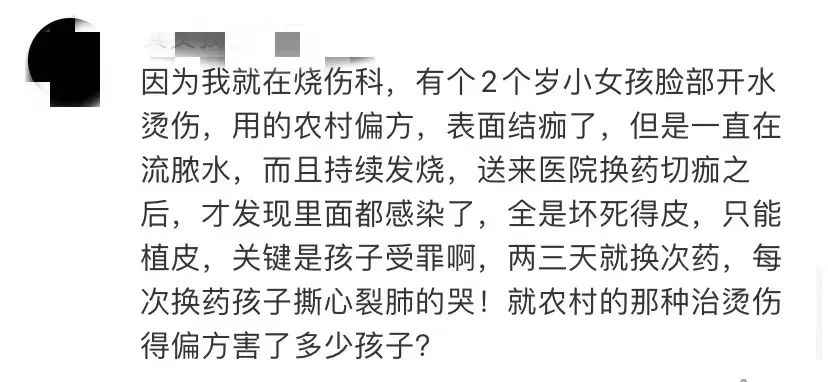 因为我就在烧伤科，有个2个岁小女孩脸部开水
烫伤，用的农村偏方，表面结痂了，但是一直在
流脓水，而且持续发烧，送来医院换药切痂之
后，才发现里面都感染了，全是坏死得皮，只能
植皮，关键是孩子受罪啊，两三天就换次药，每
次换药孩子撕心裂肺的哭！就农村的那种治烫伤
得偏方害了多少孩子？